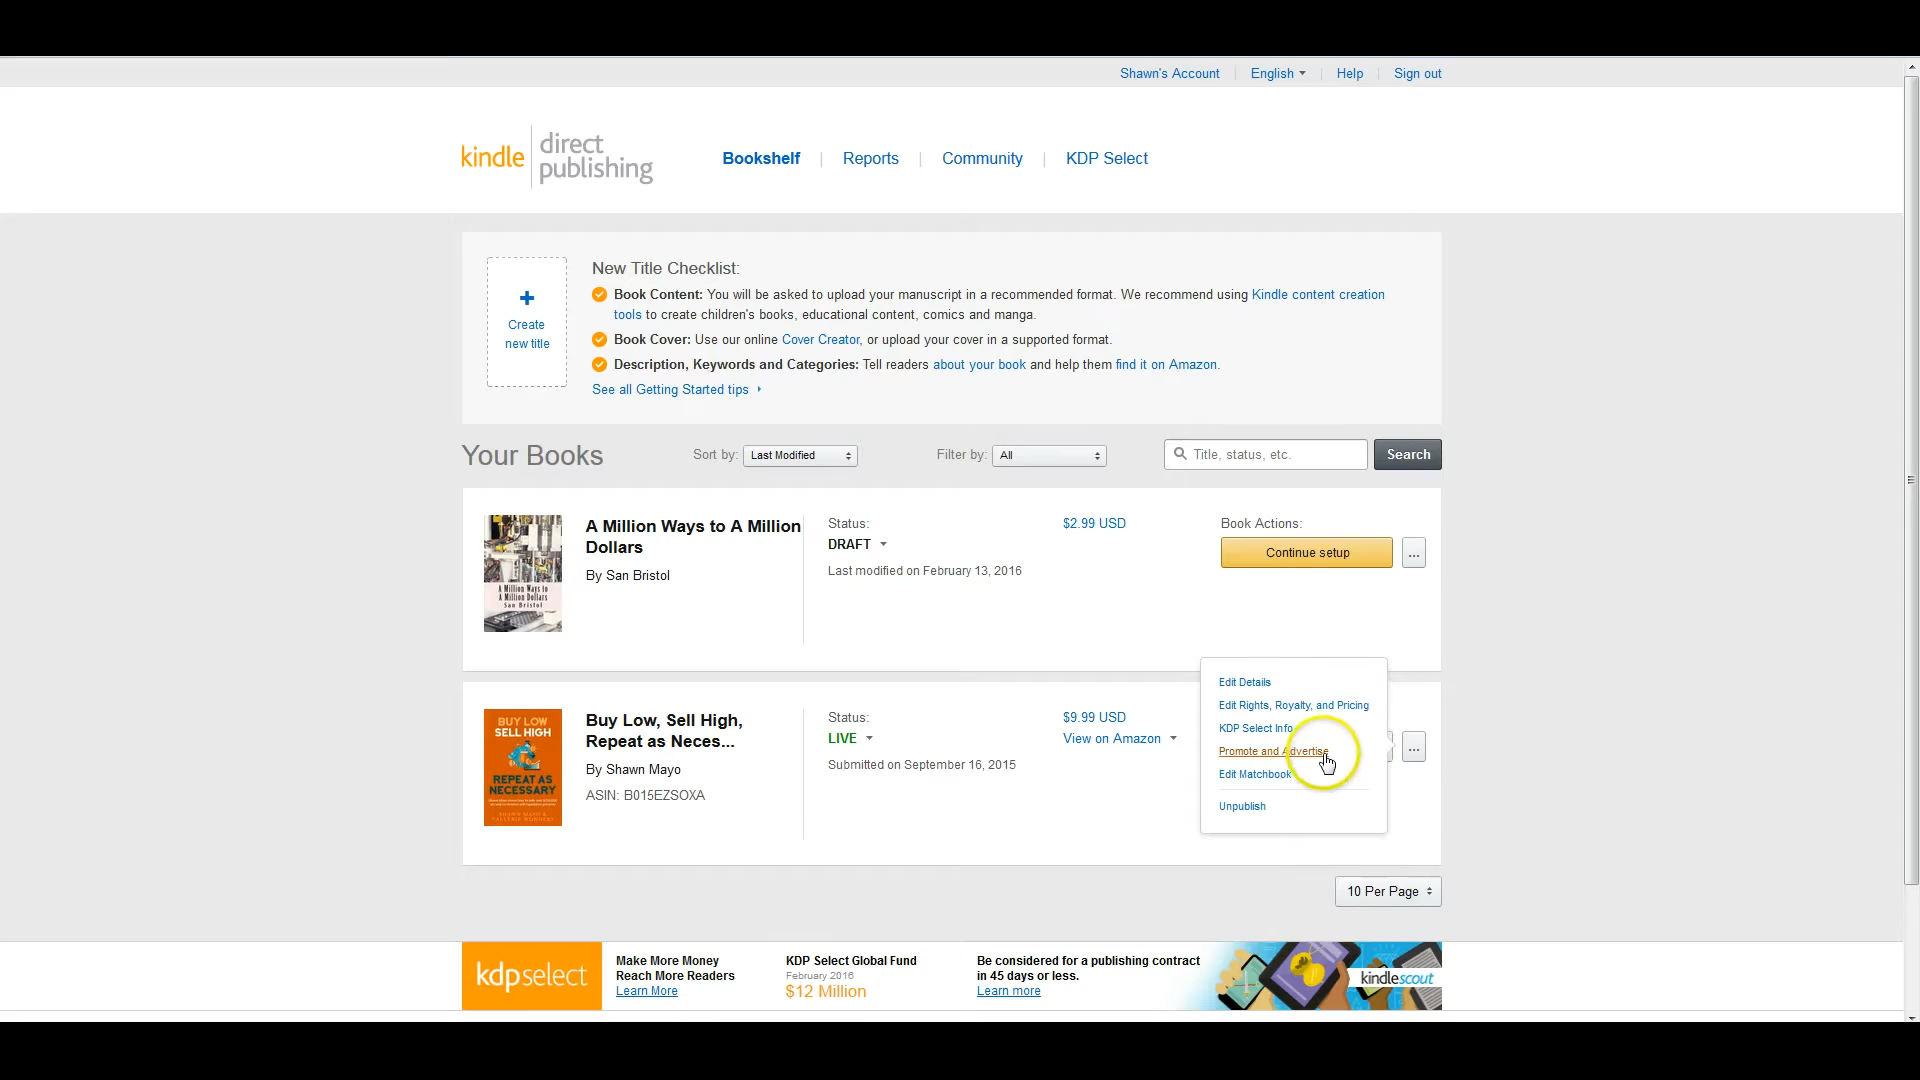 Shawn's Account
English
Help
Sign out
kindle direct publishing
Bookshelf
Reports
Community
KDP Select
Create new title
New Title Checklist:
Book Content: You will be asked to upload your manuscript in a recommended format. We recommend using Kindle content creation
tools to create children's books, educational content, comics and manga.
Book Cover: Use our online Cover Creator, or upload your cover in a supported format.
Description, Keywords and Categories: Tell readers about your book and help them find it on Amazon.
See all Getting Started tips
Your Books
Sort by: Last Modified
Filter by: All
Title, status, etc.
Search
A Million Ways to
A Million Dollars
San Bristol
A Million Ways to A Million
Dollars
By San Bristol
Status:
DRAFT
Last modified on February 13, 2016
$2.99 USD
Book Actions:
Continue setup
...
BUY LOW
SELL HIGH
REPEAT AS
NECESSARY
Buy Low, Sell High,
Repeat as Neces...
By Shawn Mayo
ASIN: B015EZSOXA
Status:
LIVE
Submitted on September 16, 2015
$9.99 USD
View on Amazon
Edit Details
Edit Rights, Royalty, and Pricing
KDP Select Info
Promote and Advertise
Edit Matchbook
Unpublish
...
10 Per Page
kdpselect
Make More Money
Reach More Readers
Learn More
KDP Select Global Fund
February 2016
$12 Million
Be considered for a publishing contract
in 45 days or less.
Learn more
kindlescout